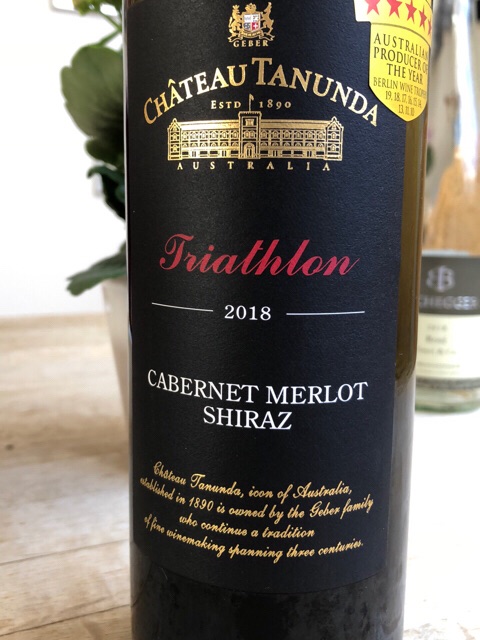 GEBER
CHÂTEAU TANUNDA
ESTD 1890
AUSTRALIA
Triathlon
2018
CABERNET MERLOT
SHIRAZ
Château Tanunda, icon of Australia,
established in 1890 is owned by the Geber family
who continue a tradition
of fine winemaking spanning three centuries.
AUSTRALIAN
PRODUCER OF
THE YEAR
BERLIN WINE TROPHY